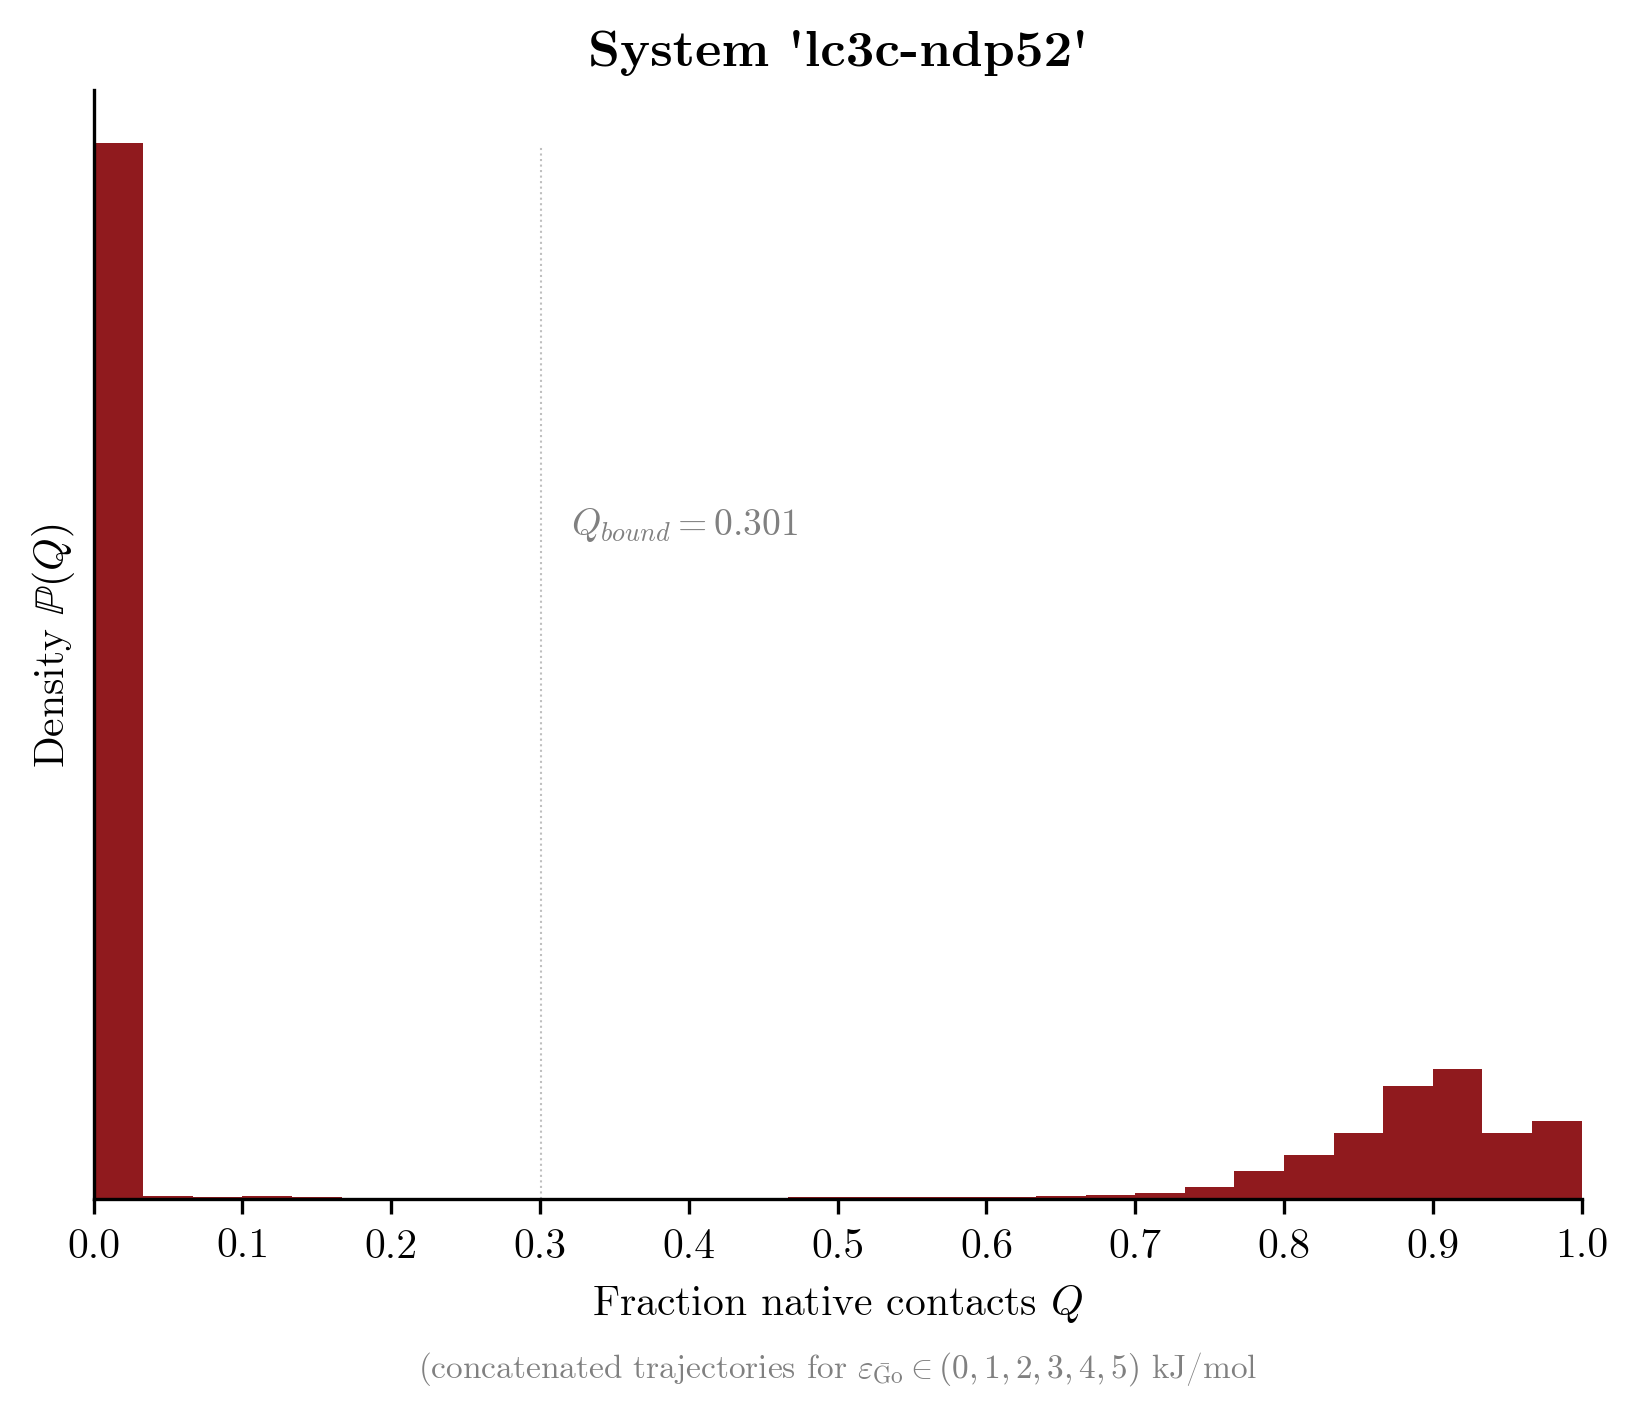 System 'lc3c-ndp52'
Density ℙ(Q)
Q_bound = 0.301
0.0 0.1 0.2 0.3 0.4 0.5 0.6 0.7 0.8 0.9 1.0
Fraction native contacts Q
(concatenated trajectories for ε_Ḡo ∈ (0, 1, 2, 3, 4, 5) kJ/mol